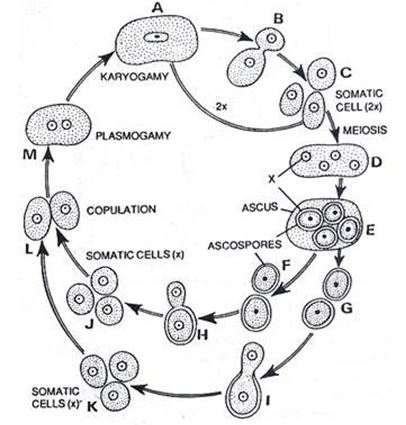 A
KARYOGAMY
B
C
SOMATIC
CELL (2x)
2x
MEIOSIS
D
x
ASCUS
E
ASCOSPORES
F
G
H
I
SOMATIC CELLS (x)
J
SOMATIC
CELLS (x)'
K
L
COPULATION
M
PLASMOGAMY